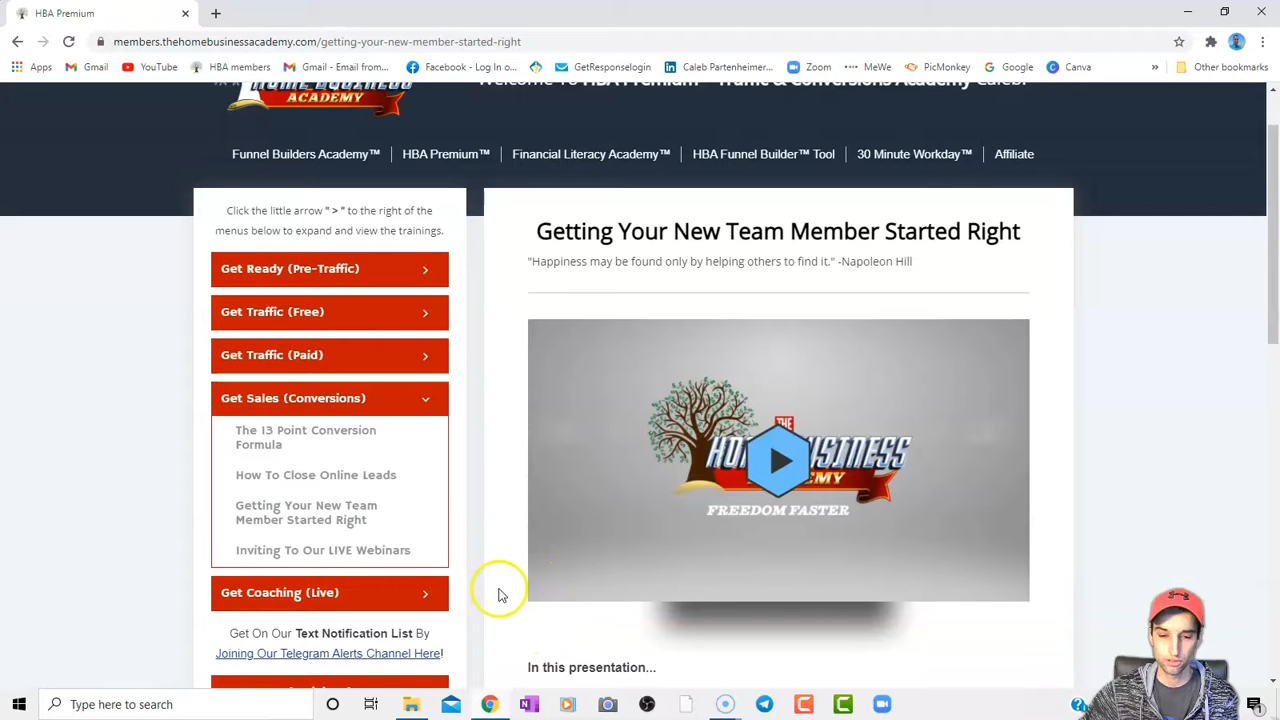 HBA Premium
members.thehomebusinessacademy.com/getting-your-new-member-started-right
Apps
Gmail
YouTube
HBA members
Gmail - Email from...
Facebook - Log in o...
GetResponselogin
Caleb Partenheimer...
Zoom
MeWe
PicMonkey
Google
Canva
»
Other bookmarks
ACADEMY
Funnel Builders Academy™
HBA Premium™
Financial Literacy Academy™
HBA Funnel Builder™ Tool
30 Minute Workday™
Affiliate
Click the little arrow " > " to the right of the
menus below to expand and view the trainings.
Get Ready (Pre-Traffic)
Get Traffic (Free)
Get Traffic (Paid)
Get Sales (Conversions)
The 13 Point Conversion
Formula
How To Close Online Leads
Getting Your New Team
Member Started Right
Inviting To Our LIVE Webinars
Get Coaching (Live)
Get On Our Text Notification List By
Joining Our Telegram Alerts Channel Here!
Getting Your New Team Member Started Right
"Happiness may be found only by helping others to find it." -Napoleon Hill
THE
FREEDOM FASTER
In this presentation...
Type here to search